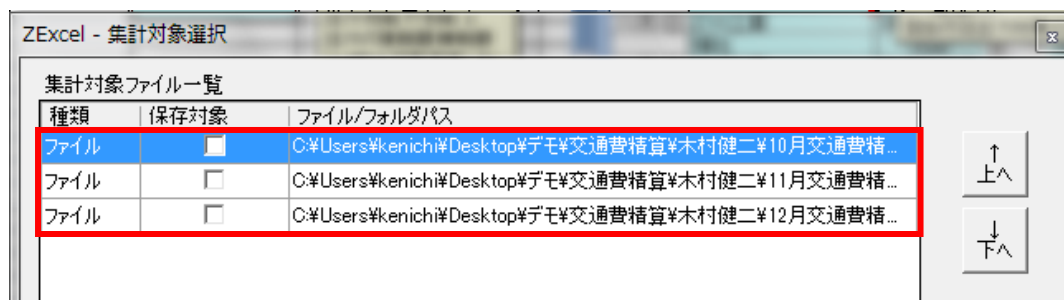 ZExcel - 集計対象選択
集計対象ファイル一覧
種類 保存対象 ファイル/フォルダパス
ファイル C:¥Users¥kenichi¥Desktop¥デモ¥交通費精算¥木村健二¥10月交通費精...
ファイル C:¥Users¥kenichi¥Desktop¥デモ¥交通費精算¥木村健二¥11月交通費精...
ファイル C:¥Users¥kenichi¥Desktop¥デモ¥交通費精算¥木村健二¥12月交通費精...
↑
上へ
↓
下へ